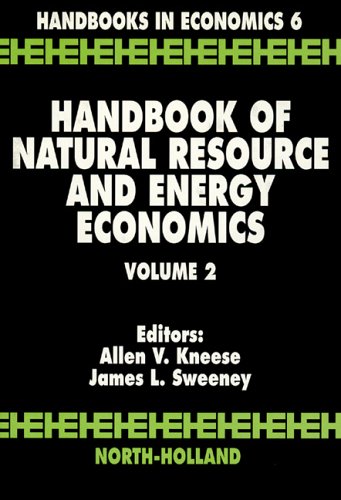 HANDBOOKS IN ECONOMICS 6
HANDBOOK OF
NATURAL RESOURCE
AND ENERGY
ECONOMICS
VOLUME 2
Editors:
Allen V. Kneese
James L. Sweeney
NORTH-HOLLAND